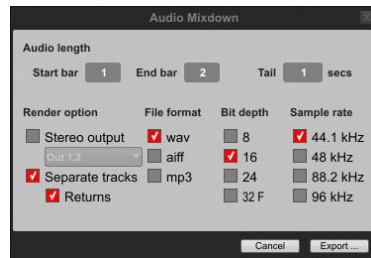 Audio Mixdown
Audio length
Start bar 1 End bar 2 Tail 1 secs
Render option File format Bit depth Sample rate
Stereo output wav 8 44.1 kHz
Out 1.2 aiff 16 48 kHz
Separate tracks mp3 24 88.2 kHz
Returns 32 F 96 kHz
Cancel Export ...